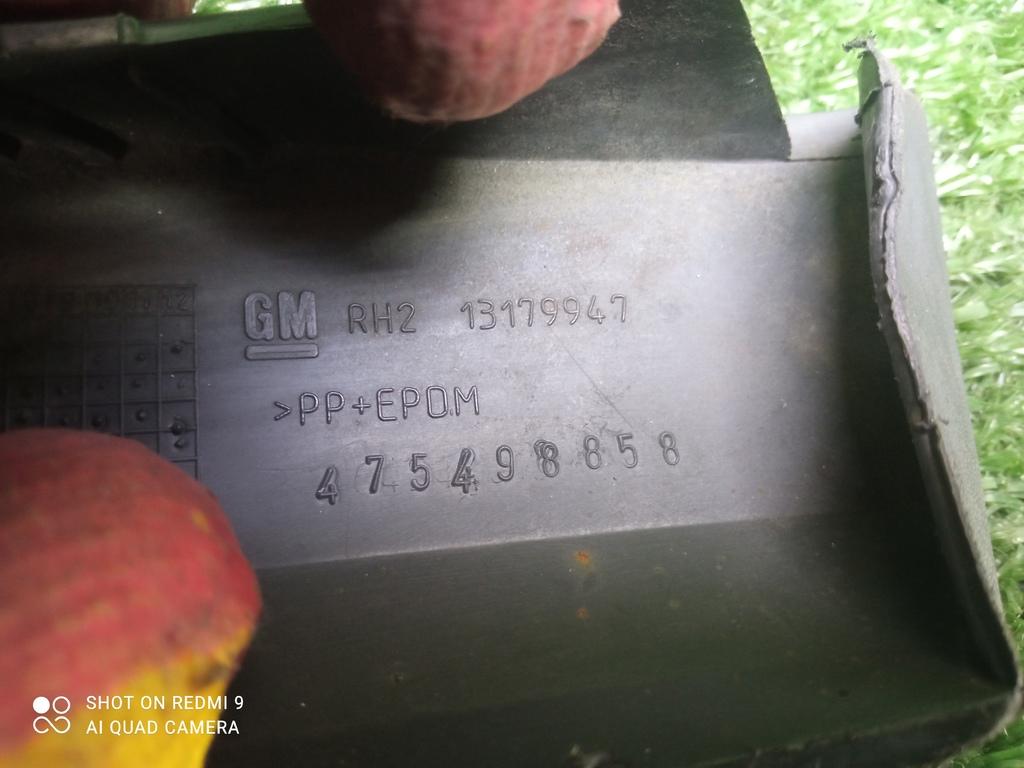 GM RH2 13179947
>PP+EPDM
475498858
SHOT ON REDMI 9
AI QUAD CAMERA